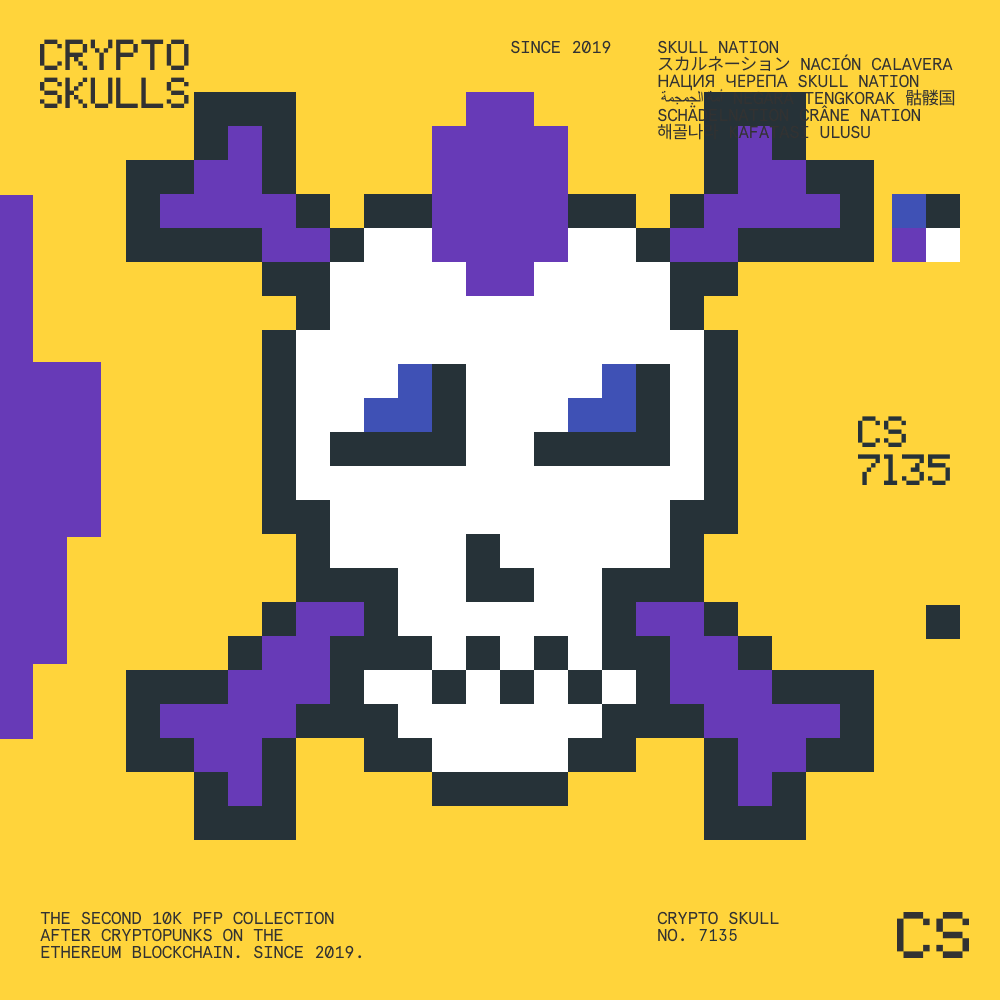 CRYPTO
SKULLS
SINCE 2019
SKULL NATION
スカルネーション NACIÓN CALAVERA
НАЦИЯ ЧЕРЕПА SKULL NATION
الجمجمة TENGKORAK 骷髅国
CRÂNE NATION
ULUSU
CS
7135
THE SECOND 10K PFP COLLECTION
AFTER CRYPTOPUNKS ON THE
ETHEREUM BLOCKCHAIN. SINCE 2019.
CRYPTO SKULL
NO. 7135
CS